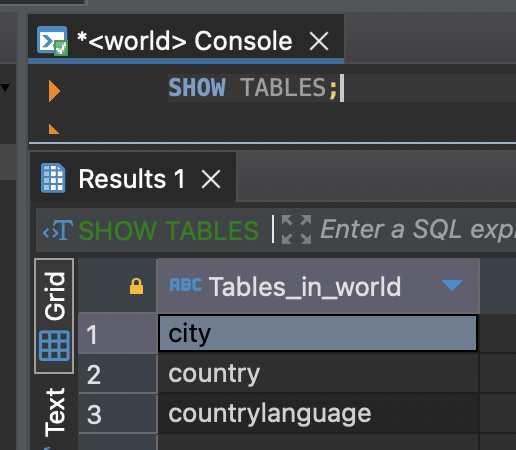 *<world> Console
SHOW TABLES;
Results 1
SHOW TABLES
Enter a SQL
Grid
Text
ABC Tables_in_world
1 city
2 country
3 countrylanguage